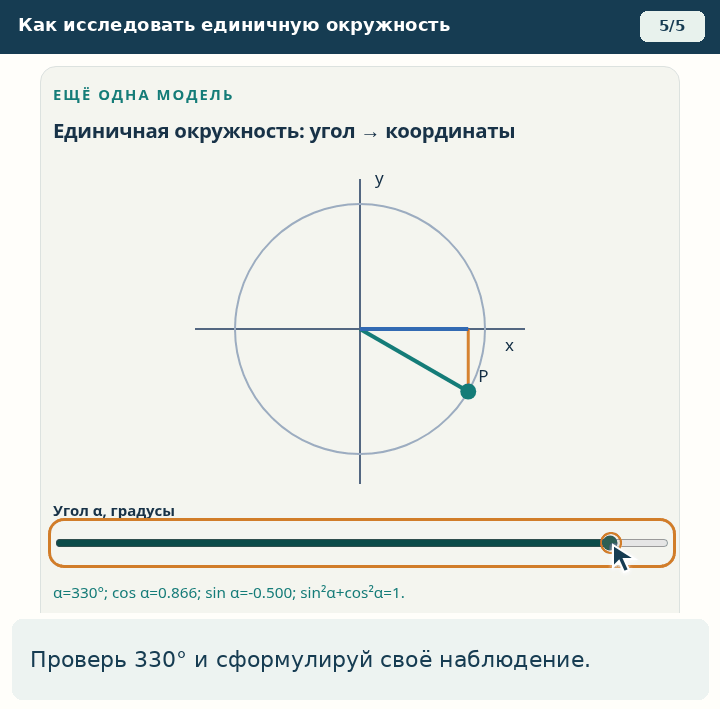 Как исследовать единичную окружность
5/5
ЕЩЁ ОДНА МОДЕЛЬ
Единичная окружность: угол → координаты
y
x
P
Угол α, градусы
α=330°; cos α=0.866; sin α=-0.500; sin²α+cos²α=1.
Проверь 330° и сформулируй своё наблюдение.